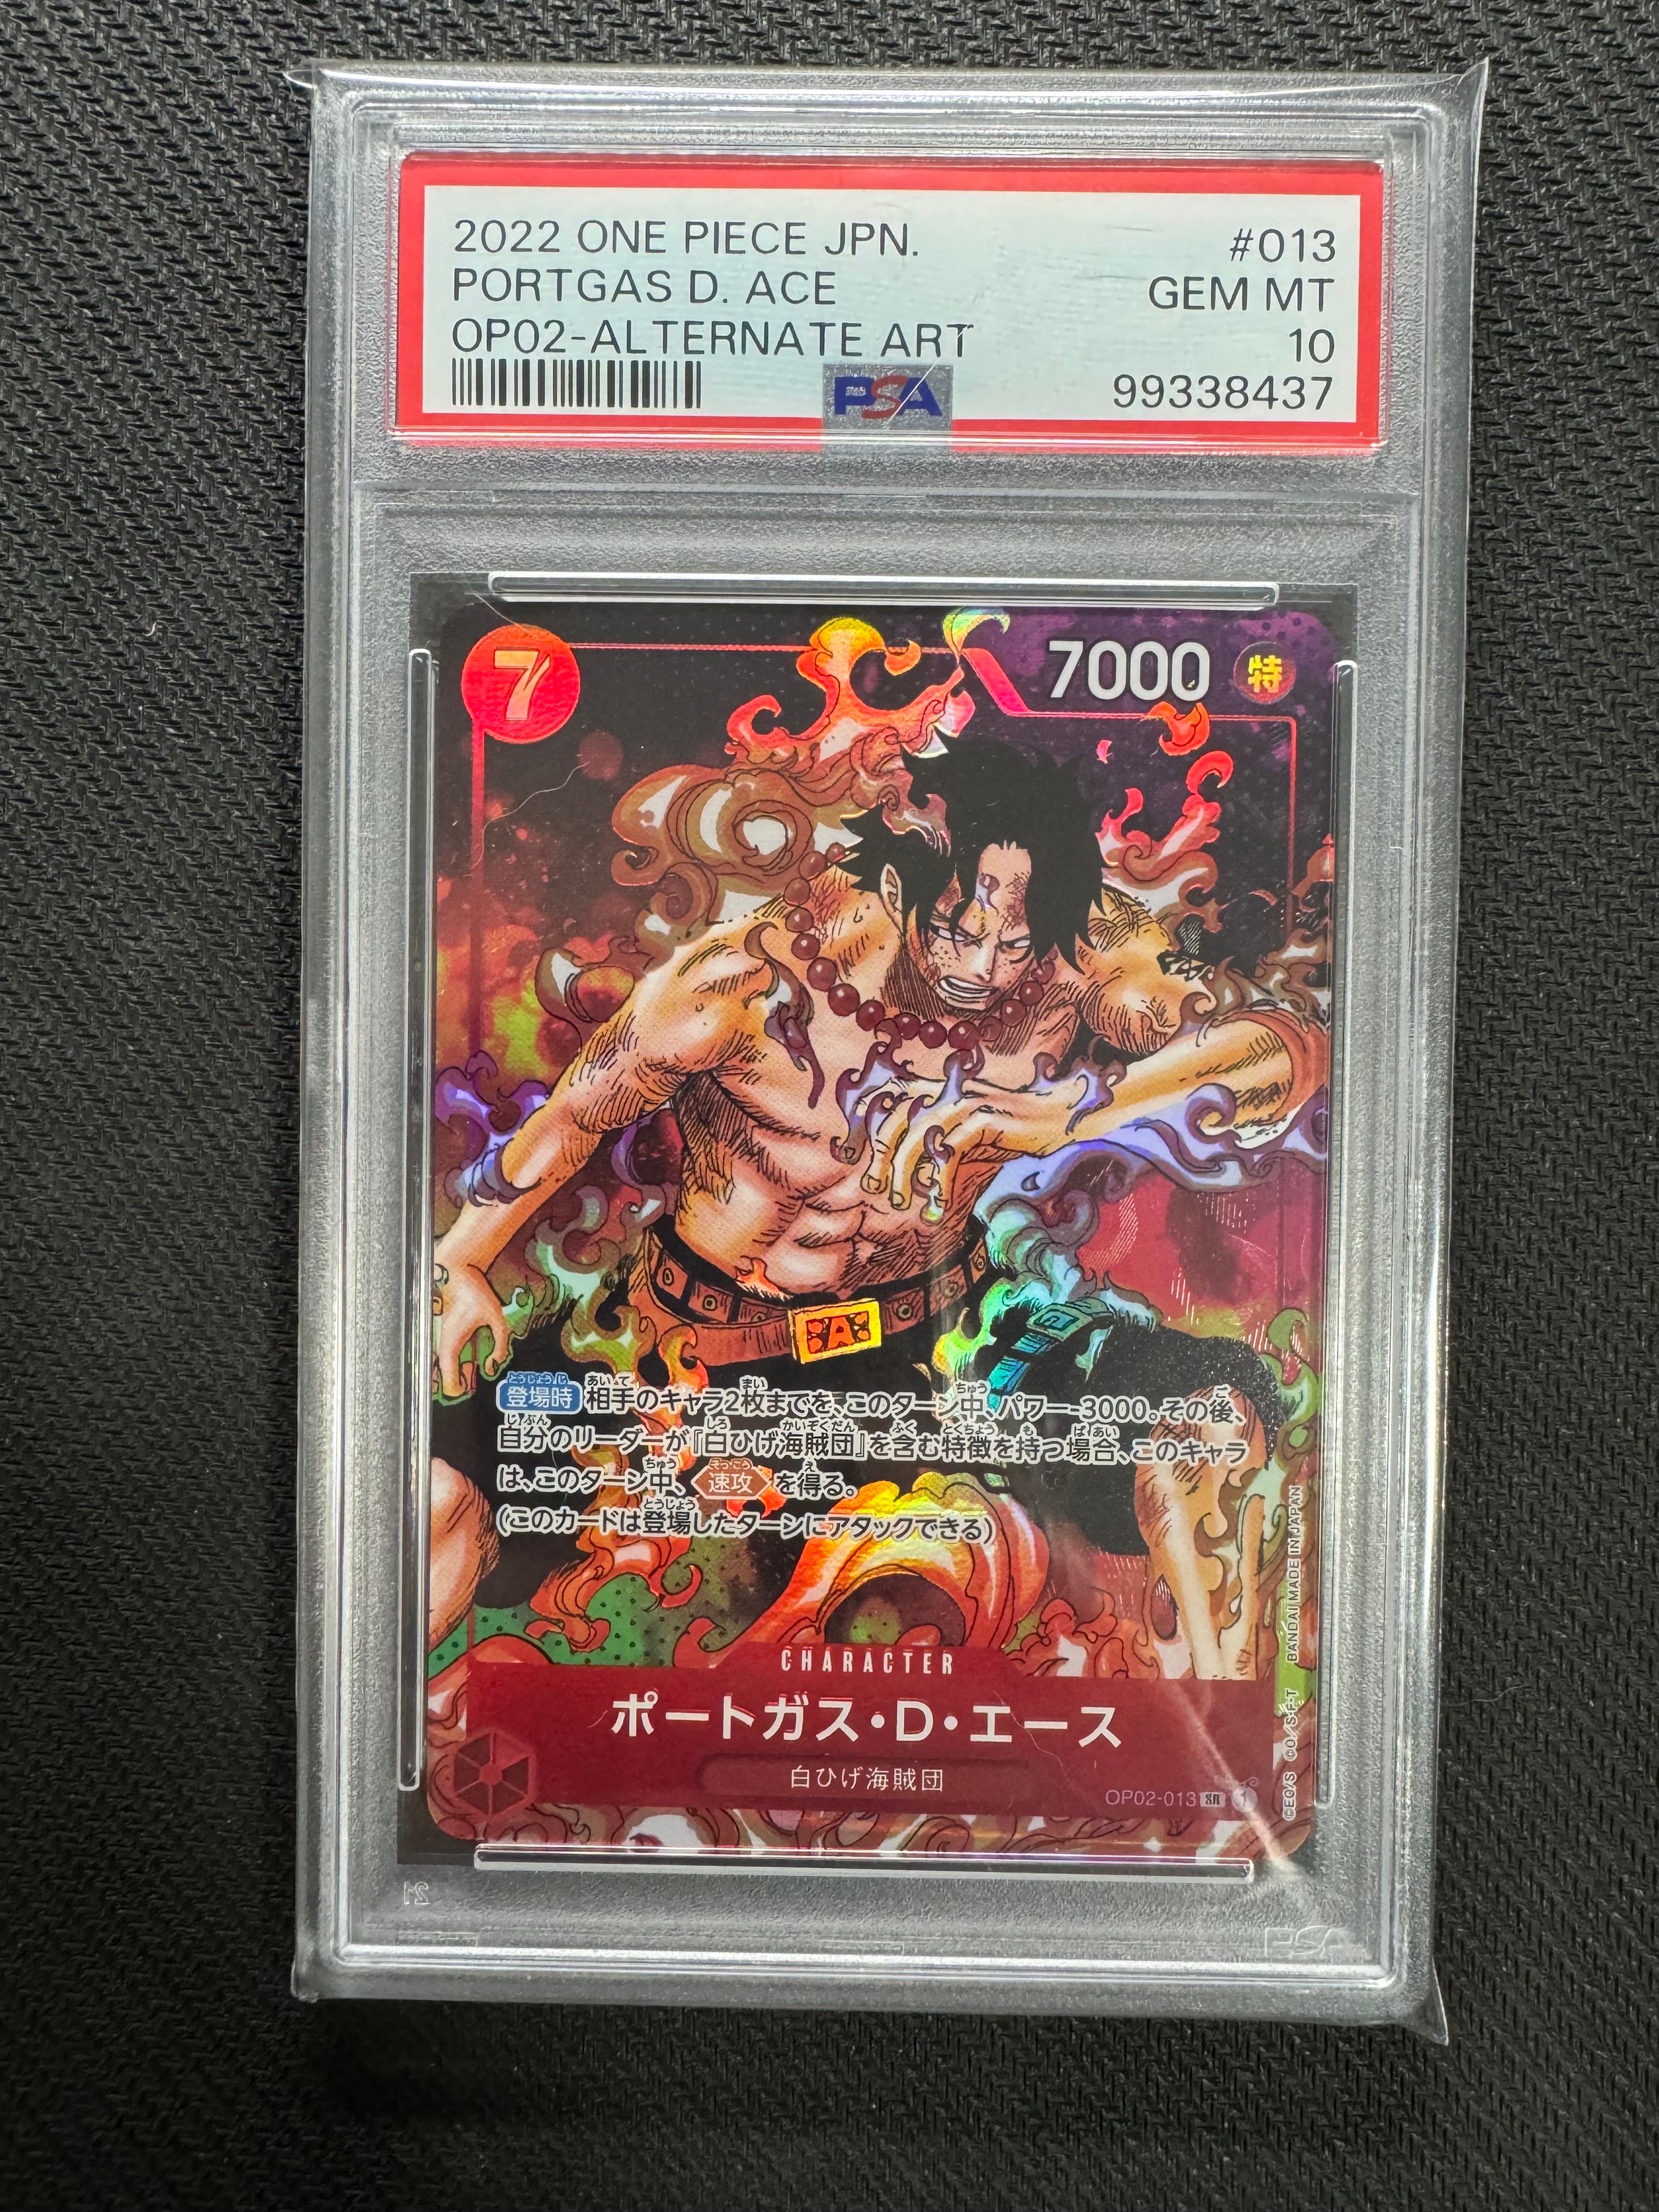 2022 ONE PIECE JPN. #013
PORTGAS D. ACE GEM MT
OP02-ALTERNATE ART 10
PSA 99338437
7 7000 特
A
登場時 相手のキャラ2枚までを、このターン中、パワー-3000。その後、
自分のリーダーが『白ひげ海賊団』を含む特徴を持つ場合、このキャラ
は、このターン中、速攻を得る。
(このカードは登場したターンにアタックできる)
CHARACTER
ポートガス・D・エース
白ひげ海賊団
OP02-013 SR 1
©EO/S ©O/S・F・T BANDAI MADE IN JAPAN
21
PSA